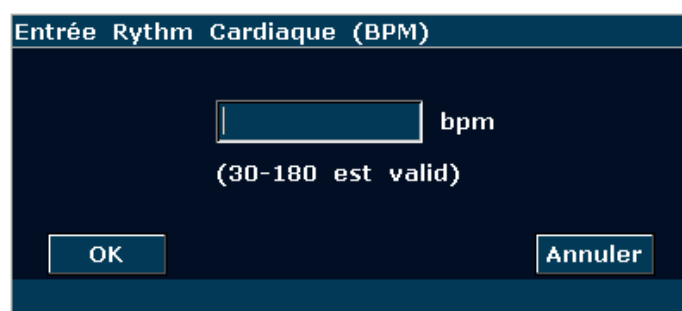 Entrée Rythm Cardiaque (BPM)
bpm
(30-180 est valid)
OK Annuler